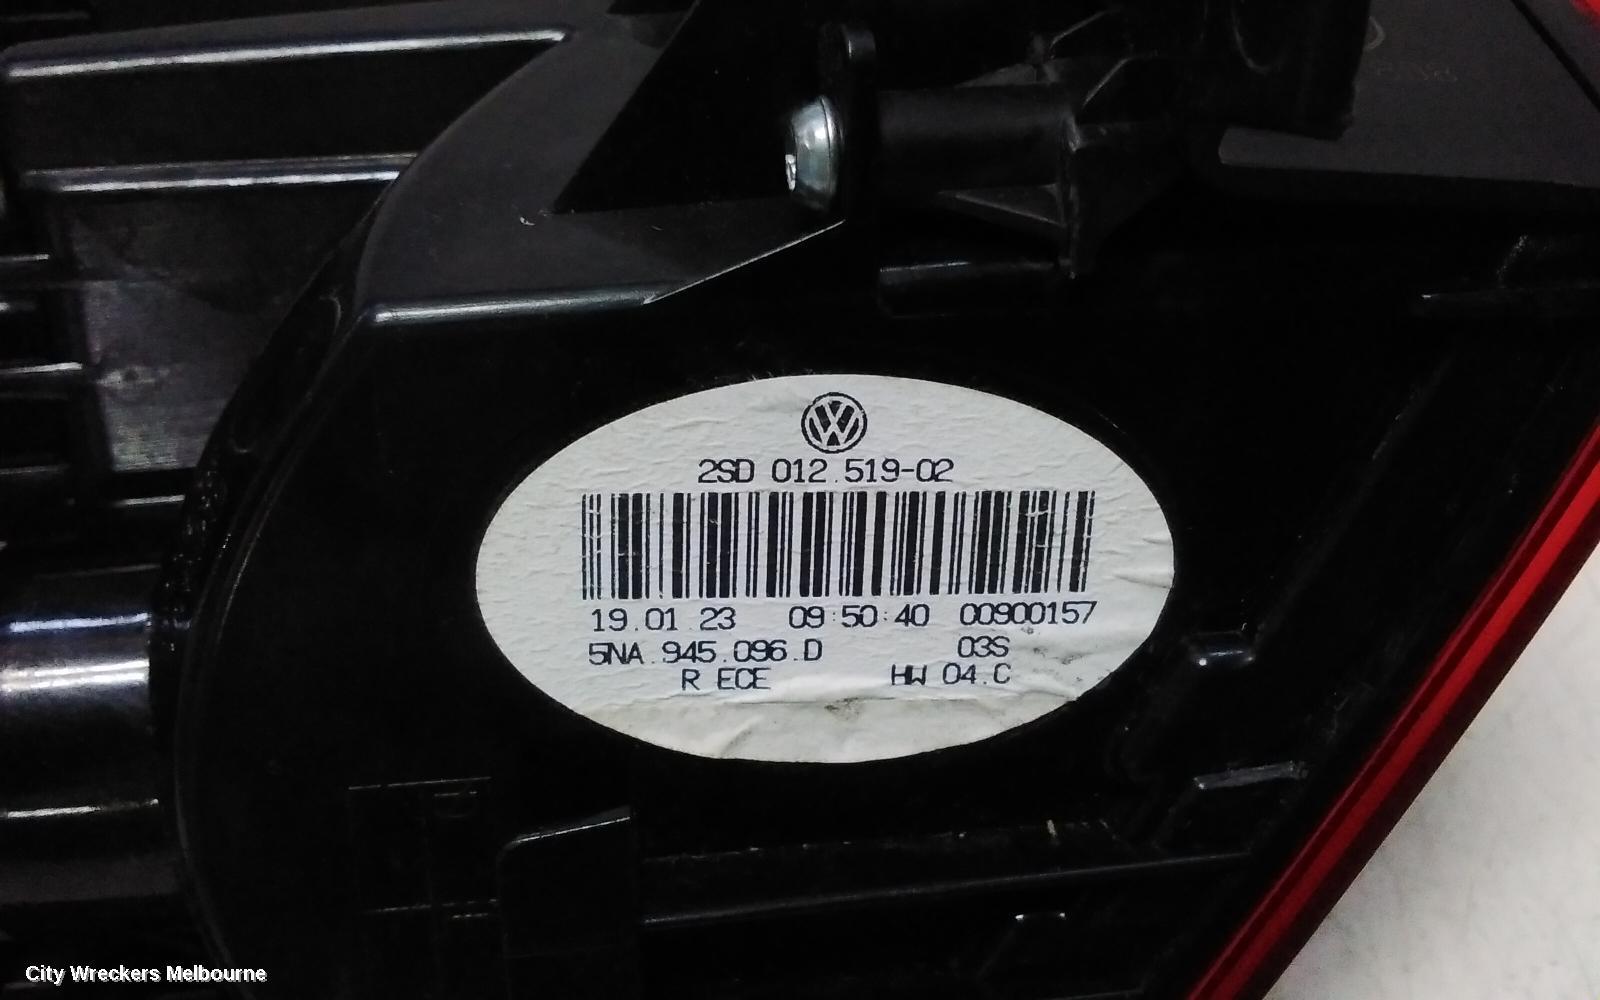 2SD 012.519-02
19.01.23 09:50:40 00900157
5NA.945.096.D 03S
R ECE HW 04.C
City Wreckers Melbourne